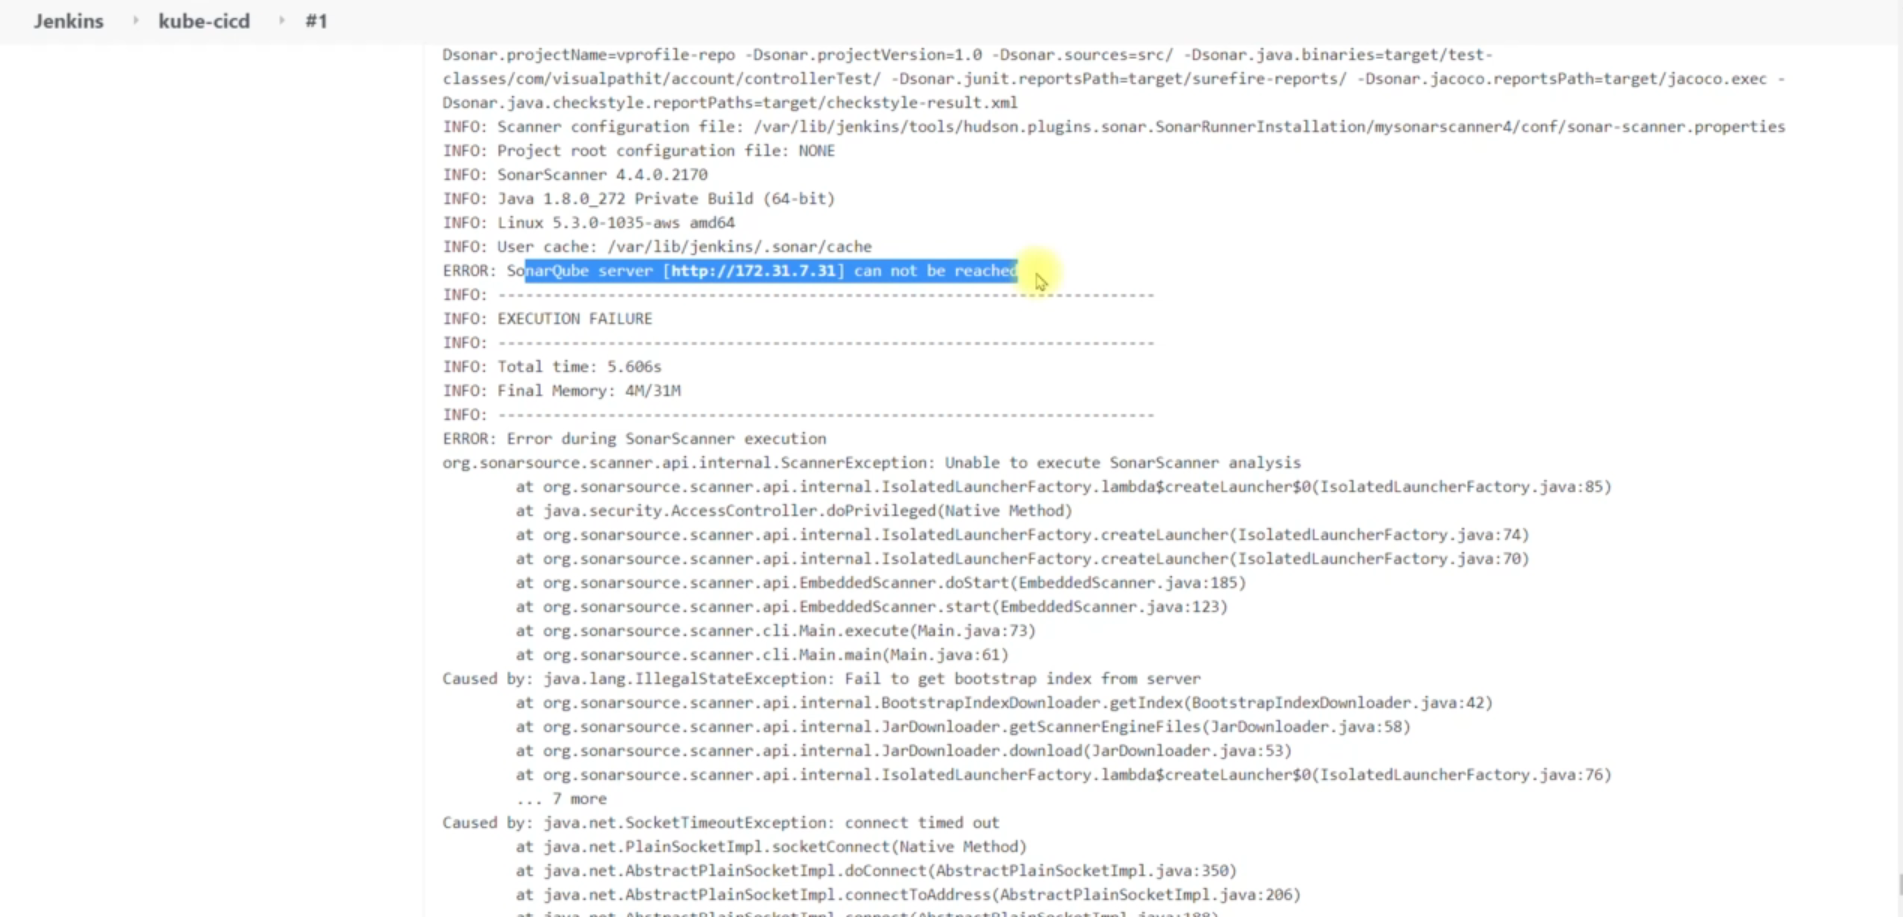 Jenkins › kube-cicd › #1
Dsonar.projectName=vprofile-repo -Dsonar.projectVersion=1.0 -Dsonar.sources=src/ -Dsonar.java.binaries=target/test-
classes/com/visualpathit/account/controllerTest/ -Dsonar.junit.reportsPath=target/surefire-reports/ -Dsonar.jacoco.reportsPath=target/jacoco.exec -
Dsonar.java.checkstyle.reportPaths=target/checkstyle-result.xml
INFO: Scanner configuration file: /var/lib/jenkins/tools/hudson.plugins.sonar.SonarRunnerInstallation/mysonarscanner4/conf/sonar-scanner.properties
INFO: Project root configuration file: NONE
INFO: SonarScanner 4.4.0.2170
INFO: Java 1.8.0_272 Private Build (64-bit)
INFO: Linux 5.3.0-1035-aws amd64
INFO: User cache: /var/lib/jenkins/.sonar/cache
ERROR: SonarQube server [http://172.31.7.31] can not be reached
INFO: ------------------------------------------------------------------------
INFO: EXECUTION FAILURE
INFO: ------------------------------------------------------------------------
INFO: Total time: 5.606s
INFO: Final Memory: 4M/31M
INFO: ------------------------------------------------------------------------
ERROR: Error during SonarScanner execution
org.sonarsource.scanner.api.internal.ScannerException: Unable to execute SonarScanner analysis
at org.sonarsource.scanner.api.internal.IsolatedLauncherFactory.lambda$createLauncher$0(IsolatedLauncherFactory.java:85)
at java.security.AccessController.doPrivileged(Native Method)
at org.sonarsource.scanner.api.internal.IsolatedLauncherFactory.createLauncher(IsolatedLauncherFactory.java:74)
at org.sonarsource.scanner.api.internal.IsolatedLauncherFactory.createLauncher(IsolatedLauncherFactory.java:70)
at org.sonarsource.scanner.api.EmbeddedScanner.doStart(EmbeddedScanner.java:185)
at org.sonarsource.scanner.api.EmbeddedScanner.start(EmbeddedScanner.java:123)
at org.sonarsource.scanner.cli.Main.execute(Main.java:73)
at org.sonarsource.scanner.cli.Main.main(Main.java:61)
Caused by: java.lang.IllegalStateException: Fail to get bootstrap index from server
at org.sonarsource.scanner.api.internal.BootstrapIndexDownloader.getIndex(BootstrapIndexDownloader.java:42)
at org.sonarsource.scanner.api.internal.JarDownloader.getScannerEngineFiles(JarDownloader.java:58)
at org.sonarsource.scanner.api.internal.JarDownloader.download(JarDownloader.java:53)
at org.sonarsource.scanner.api.internal.IsolatedLauncherFactory.lambda$createLauncher$0(IsolatedLauncherFactory.java:76)
... 7 more
Caused by: java.net.SocketTimeoutException: connect timed out
at java.net.PlainSocketImpl.socketConnect(Native Method)
at java.net.AbstractPlainSocketImpl.doConnect(AbstractPlainSocketImpl.java:350)
at java.net.AbstractPlainSocketImpl.connectToAddress(AbstractPlainSocketImpl.java:206)